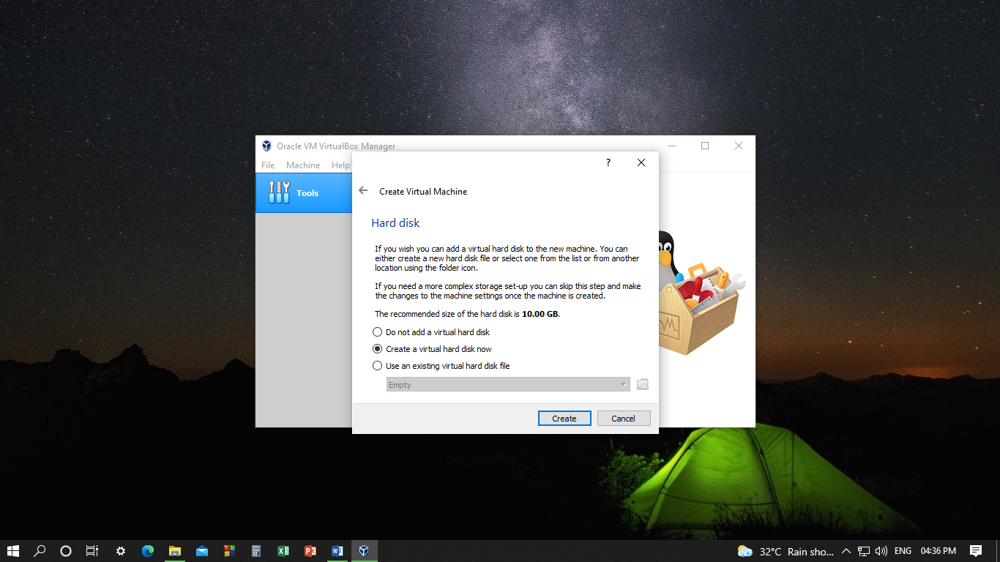 Oracle VM VirtualBox Manager
File Machine Help
Tools
?
Create Virtual Machine
Hard disk
If you wish you can add a virtual hard disk to the new machine. You can
either create a new hard disk file or select one from the list or from another
location using the folder icon.
If you need a more complex storage set-up you can skip this step and make
the changes to the machine settings once the machine is created.
The recommended size of the hard disk is 10.00 GB.
Do not add a virtual hard disk
Create a virtual hard disk now
Use an existing virtual hard disk file
Empty
Create Cancel
32°C Rain sho... ENG 04:36 PM